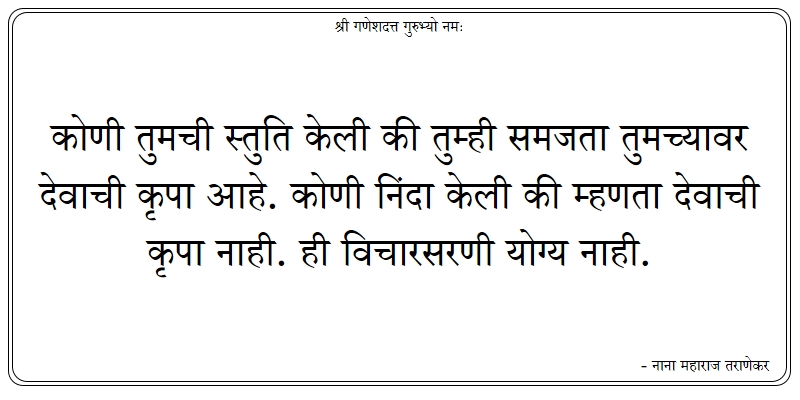 श्री गणेशदत्त गुरुभ्यो नमः
कोणी तुमची स्तुति केली की तुम्ही समजता तुमच्यावर
देवाची कृपा आहे. कोणी निंदा केली की म्हणता देवाची
कृपा नाही. ही विचारसरणी योग्य नाही.
- नाना महाराज तराणेकर